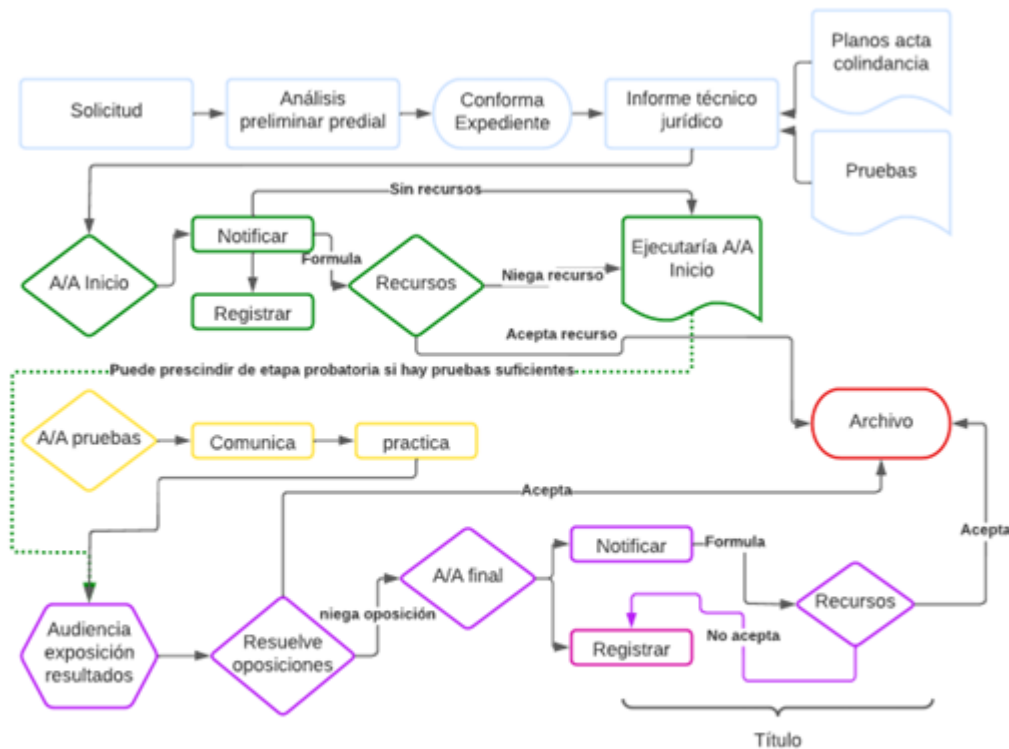 Planos acta
colindancia
Solicitud
Análisis
preliminar predial
Conforma
Expediente
Informe técnico
jurídico
Pruebas
Sin recursos
A/A Inicio
Notificar
Formula
Registrar
Recursos
Niega recurso
Ejecutaría A/A
Inicio
Acepta recurso
Puede prescindir de etapa probatoria si hay pruebas suficientes
A/A pruebas
Comunica
practica
Archivo
Acepta
Acepta
Audiencia
exposición
resultados
Resuelve
oposiciones
niega oposición
A/A final
Notificar
Formula
Registrar
No acepta
Recursos
Título